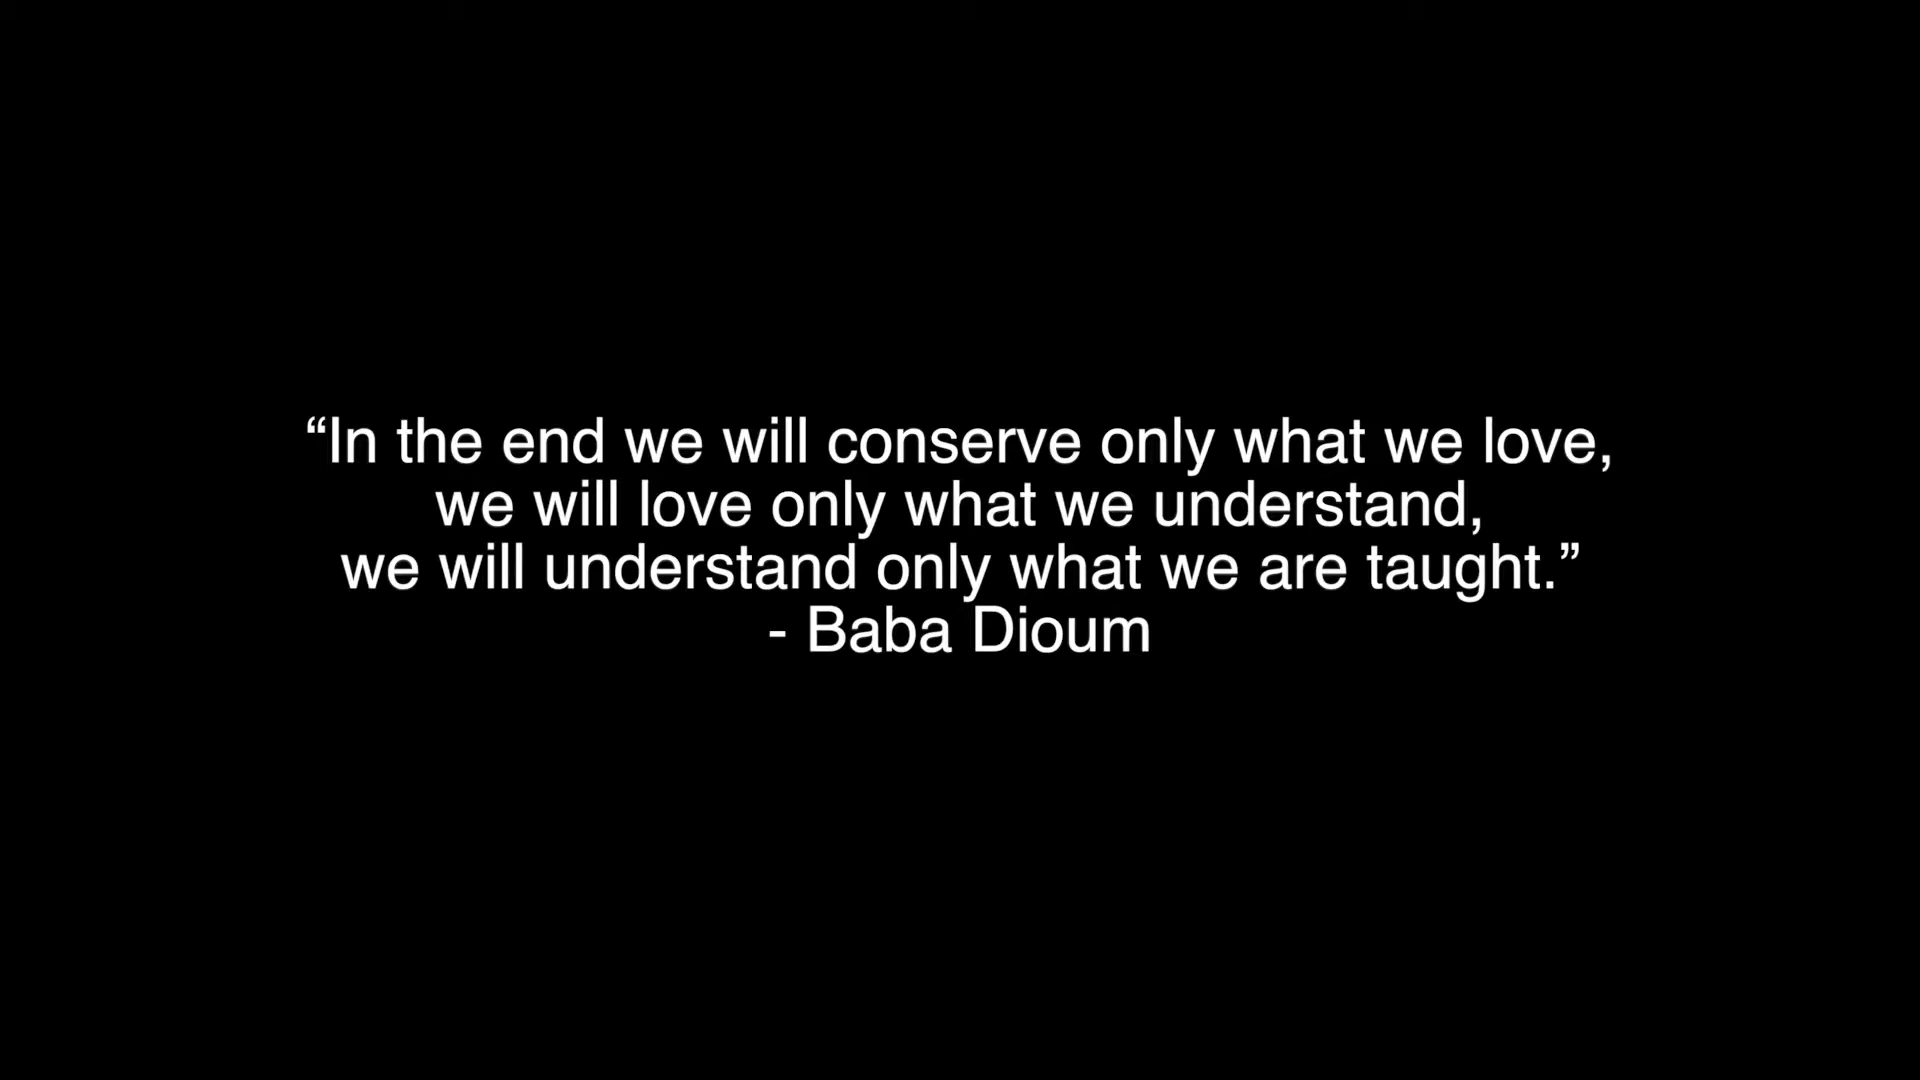 “In the end we will conserve only what we love,
we will love only what we understand,
we will understand only what we are taught.”
- Baba Dioum